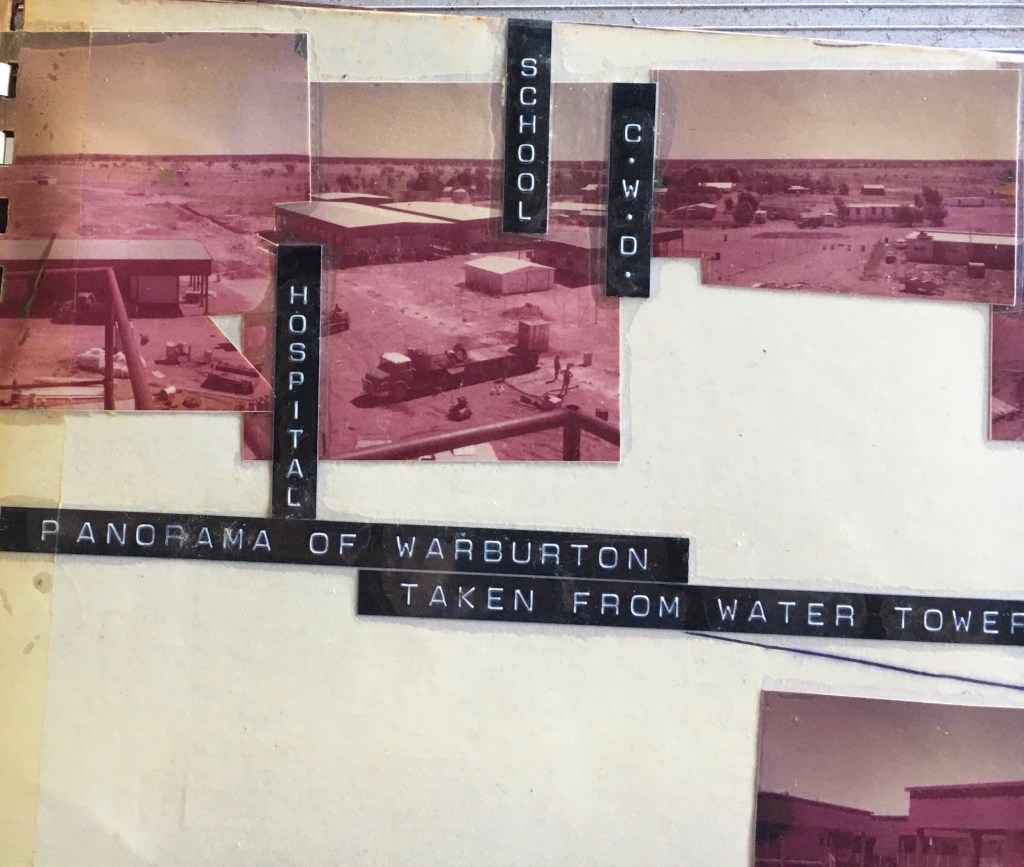 SCHOOL
C.W.D.
HOSPITAL
PANORAMA OF WARBURTON
TAKEN FROM WATER TOWER